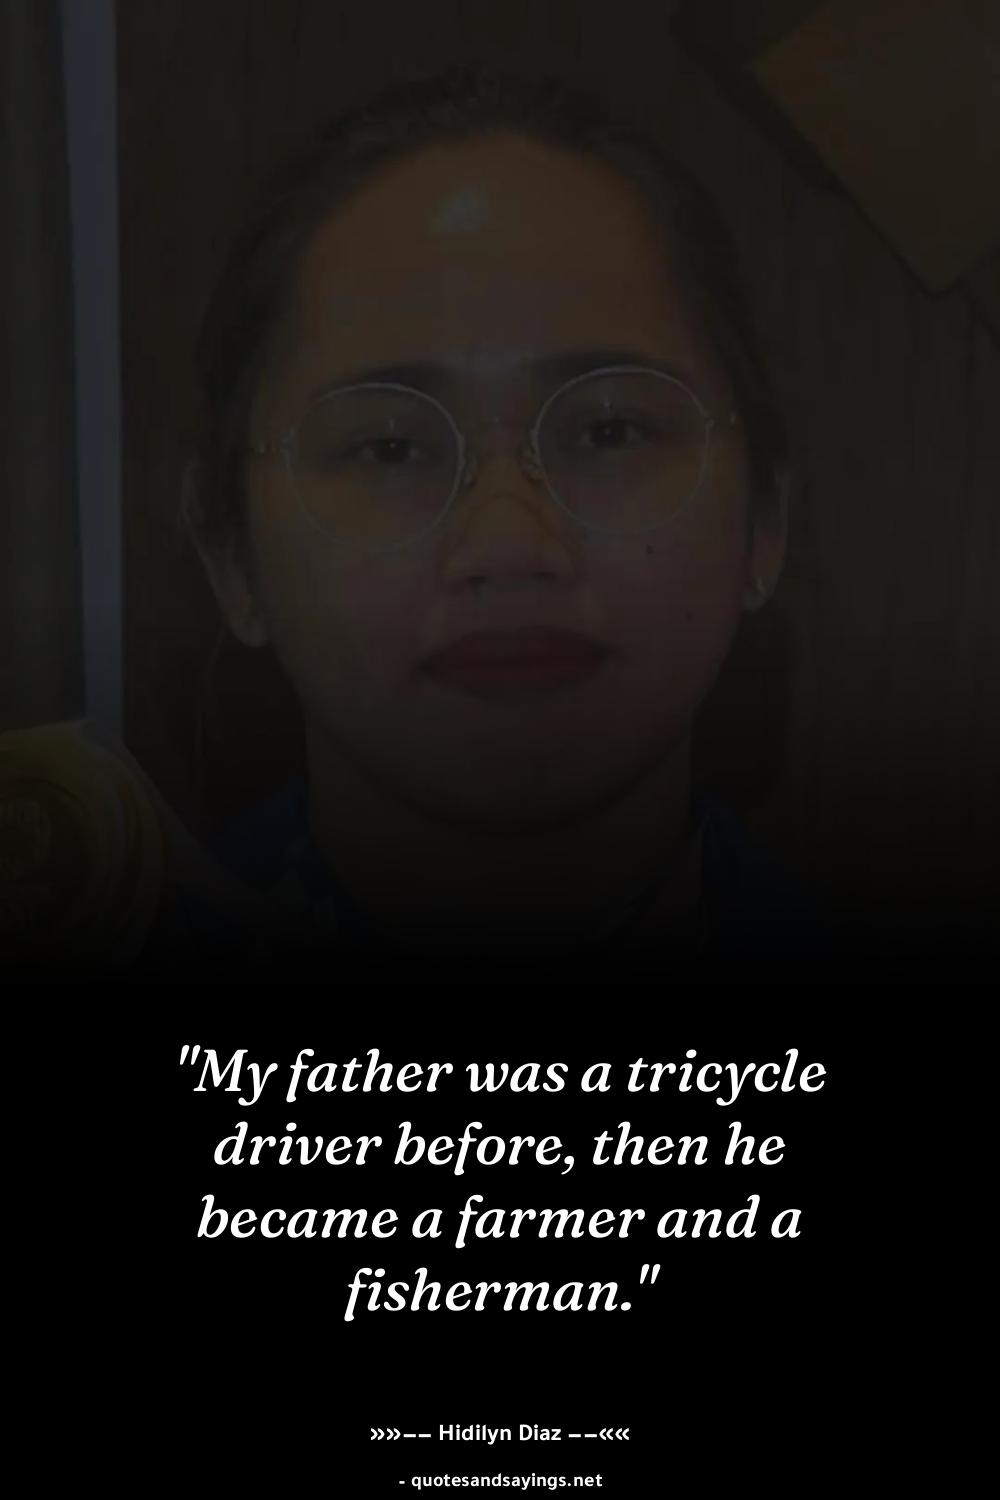 "My father was a tricycle
driver before, then he
became a farmer and a
fisherman."
»»–– Hidilyn Diaz ––««
- quotesandsayings.net